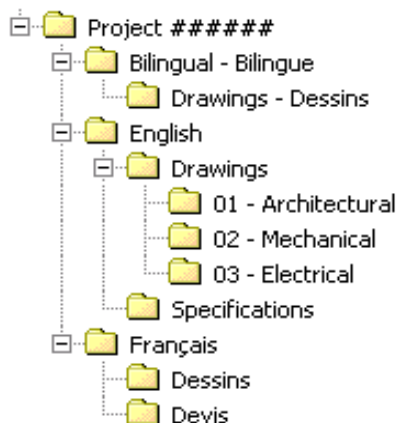 Project ######
Bilingual - Bilingue
Drawings - Dessins
English
Drawings
01 - Architectural
02 - Mechanical
03 - Electrical
Specifications
Français
Dessins
Devis